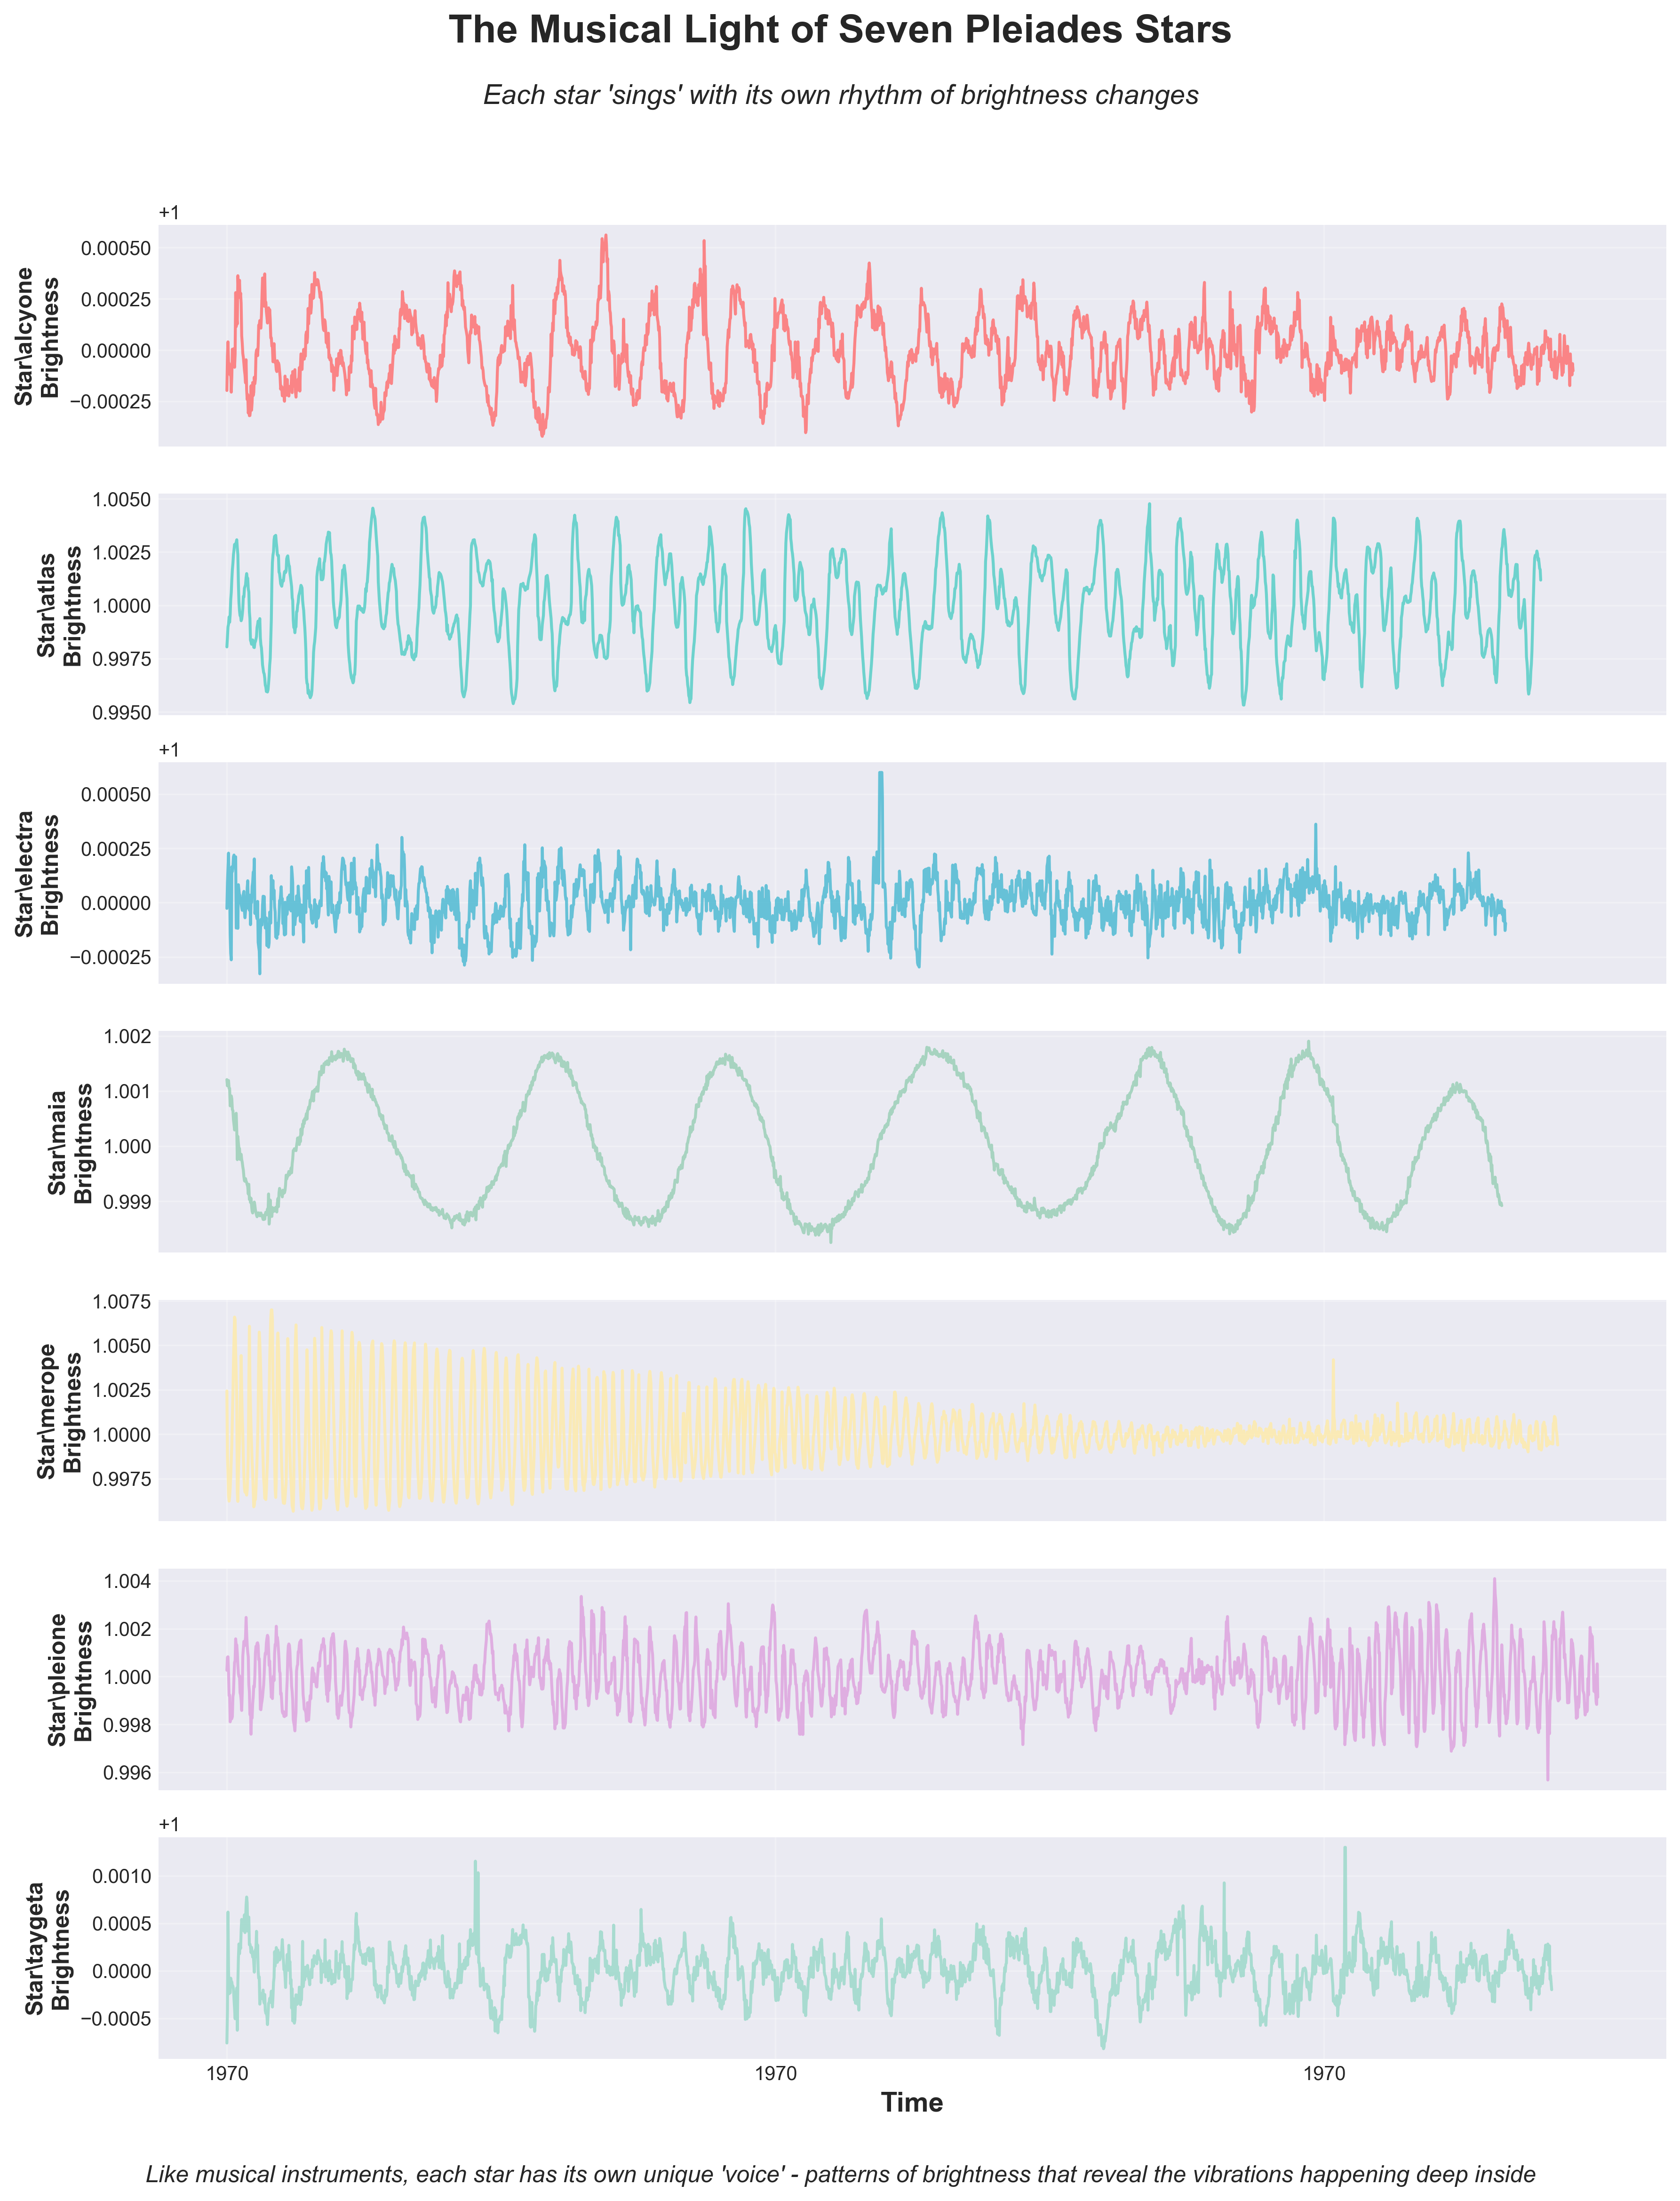 The Musical Light of Seven Pleiades Stars
Each star 'sings' with its own rhythm of brightness changes
+1
0.00050
0.00025
0.00000
−0.00025
Star\alcyone
Brightness
1.0050
1.0025
1.0000
0.9975
0.9950
Star\atlas
Brightness
+1
0.00050
0.00025
0.00000
−0.00025
Star\electra
Brightness
1.002
1.001
1.000
0.999
Star\maia
Brightness
1.0075
1.0050
1.0025
1.0000
0.9975
Star\merope
Brightness
1.004
1.002
1.000
0.998
0.996
Star\pleione
Brightness
+1
0.0010
0.0005
0.0000
−0.0005
Star\taygeta
Brightness
1970 1970 1970
Time
Like musical instruments, each star has its own unique 'voice' - patterns of brightness that reveal the vibrations happening deep inside